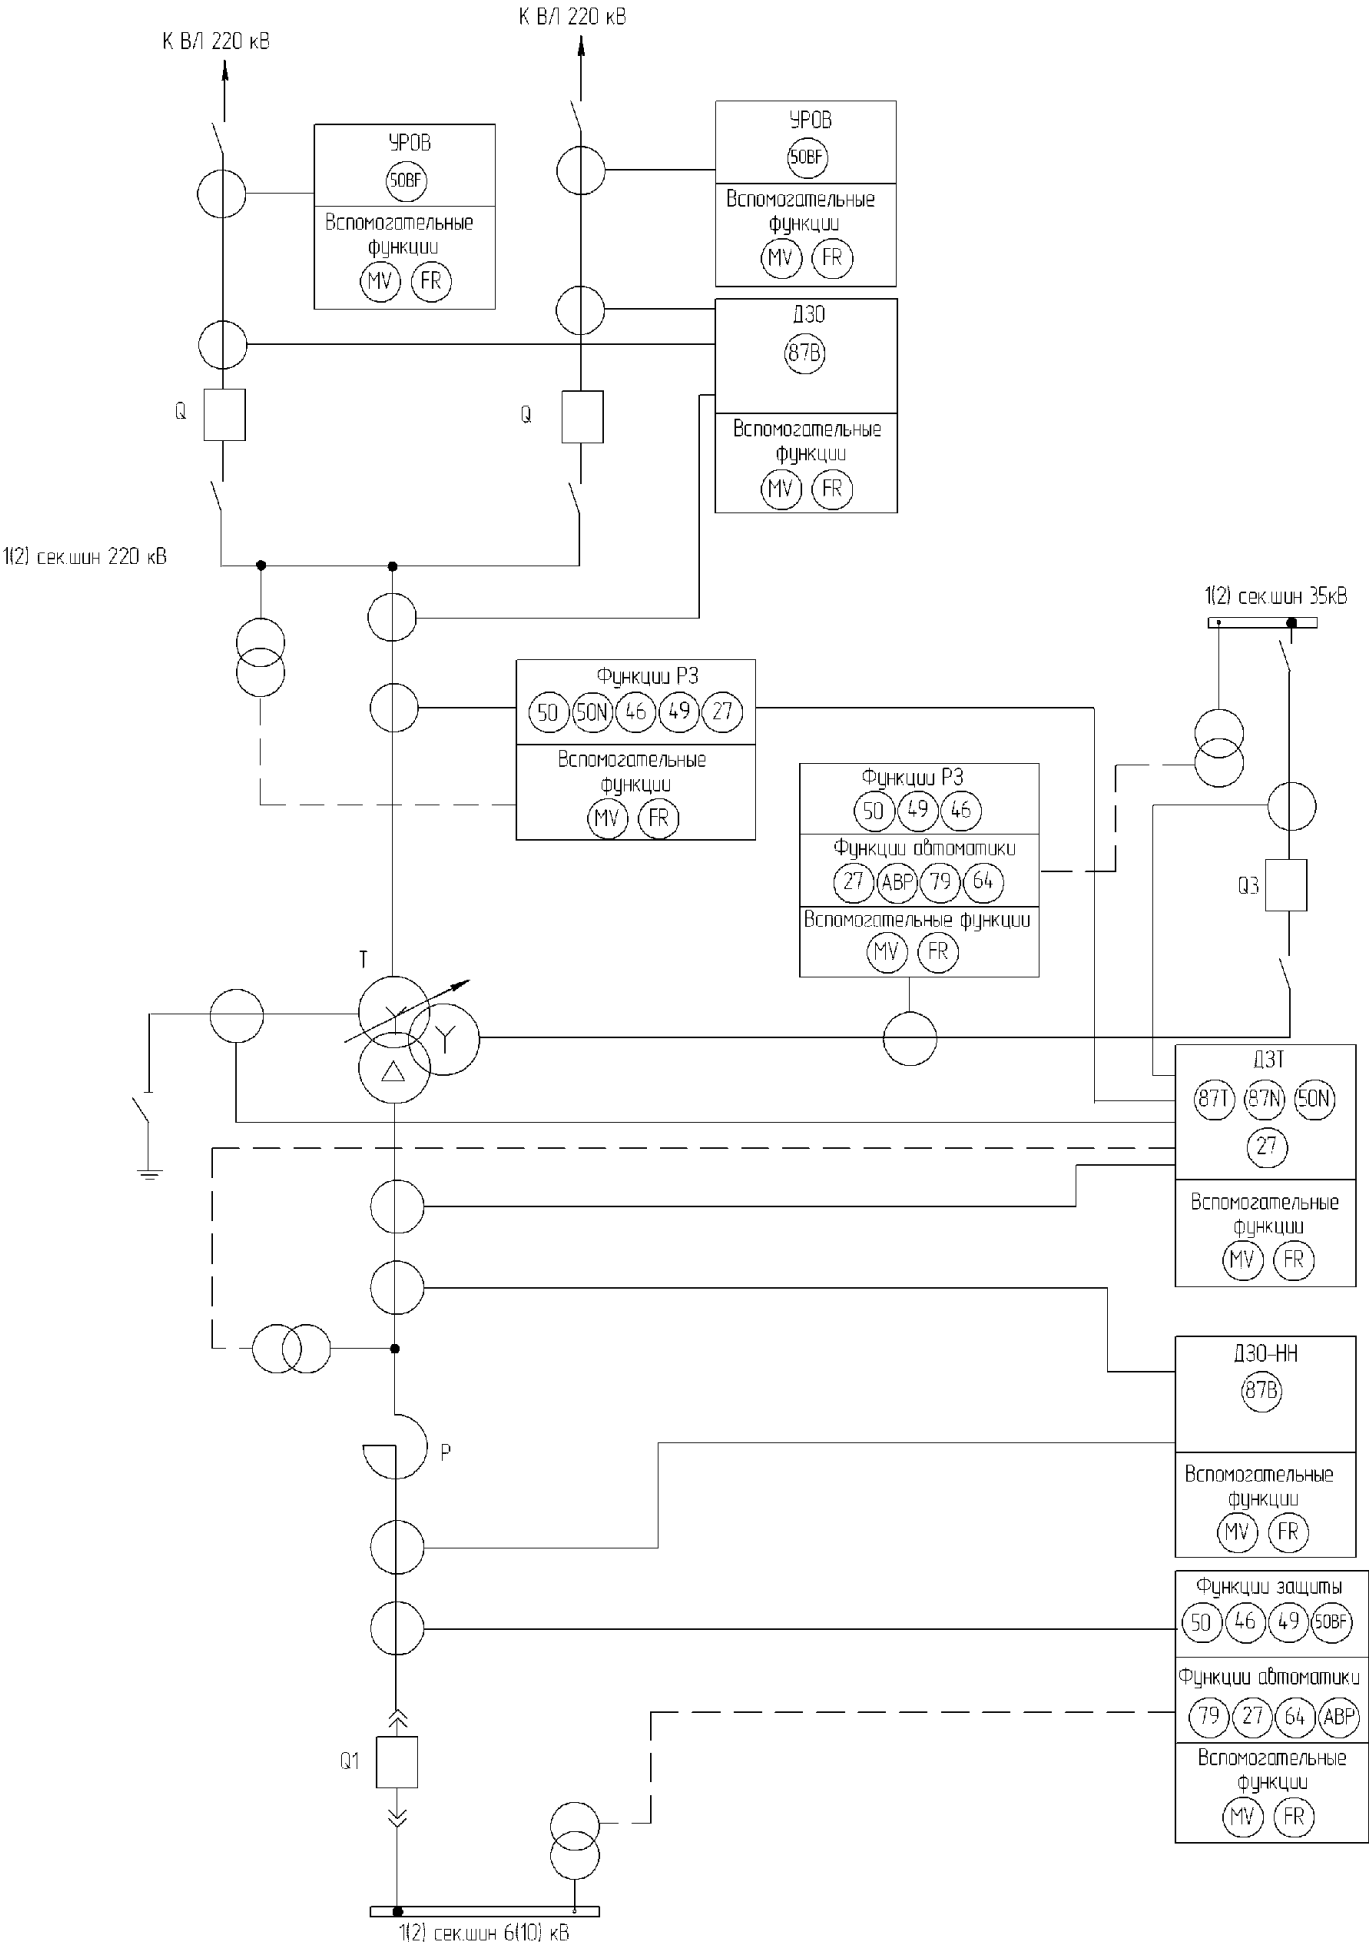 К ВЛ 220 кВ
К ВЛ 220 кВ
УРОВ
50BF
Вспомогательные
функции
MV FR
УРОВ
50BF
Вспомогательные
функции
MV FR
ДЗО
87B
Вспомогательные
функции
MV FR
Q
Q
1(2) сек.шин 220 кВ
1(2) сек.шин 35кВ
Функции РЗ
50 50N 46 49 27
Вспомогательные
функции
MV FR
Функции РЗ
50 49 46
Функции автоматики
27 АВР 79 64
Вспомогательные функции
MV FR
Q3
Т
ДЗТ
87T 87N 50N
27
Вспомогательные
функции
MV FR
ДЗО-НН
87B
Вспомогательные
функции
MV FR
Р
Функции защиты
50 46 49 50BF
Функции автоматики
79 27 64 АВР
Вспомогательные
функции
MV FR
Q1
1(2) сек.шин 6(10) кВ